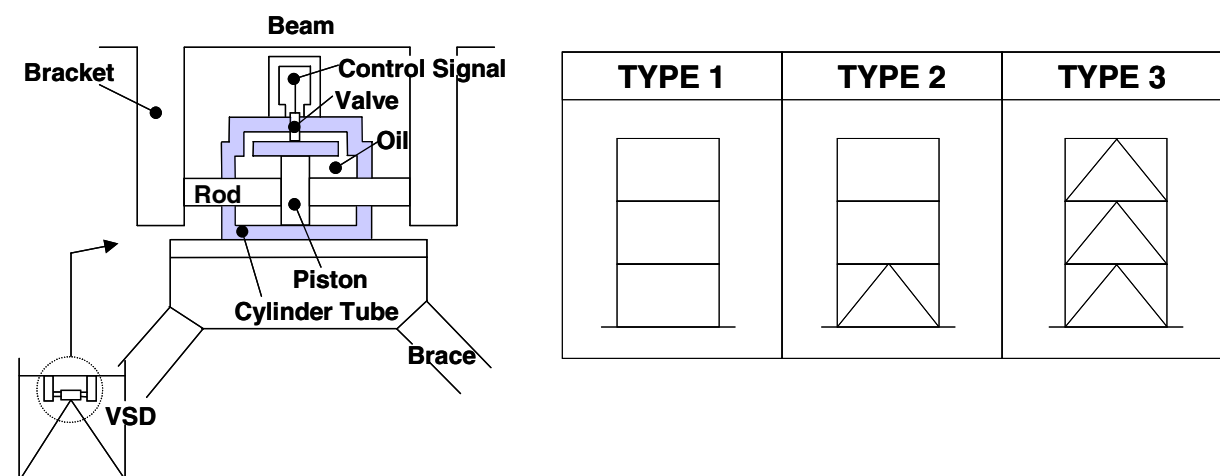 Beam
Bracket
Control Signal
Valve
Oil
Rod
Piston
Cylinder Tube
Brace
VSD
TYPE 1
TYPE 2
TYPE 3